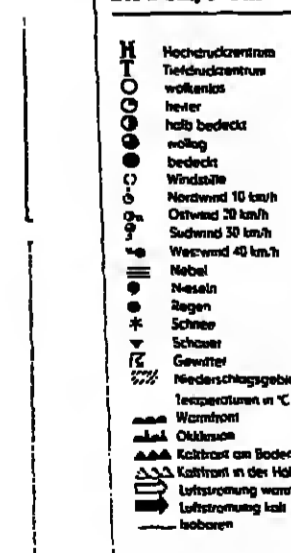 H Hochdruckzentrum
T Tiefdruckzentrum
wolkenlos
heiter
halb bedeckt
wolkig
bedeckt
Windstille
Nordwind 10 km/h
Ostwind 20 km/h
Südwind 30 km/h
Westwind 40 km/h
Nebel
Nieseln
Regen
Schnee
Schauer
Gewitter
Niederschlagsgebie
Temperaturen in °C
Warmfront
Okklusion
Kaltfront am Boden
Kaltfront in der Höh
Luftströmung warm
Luftströmung kalt
Isobaren